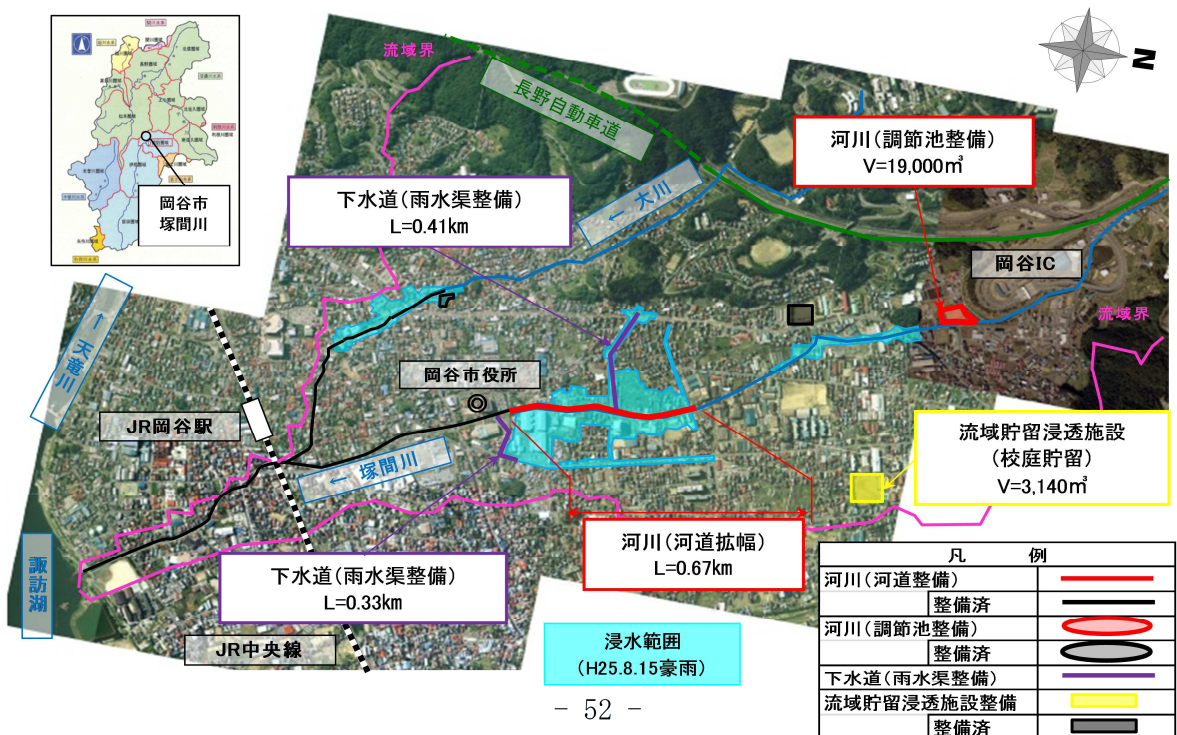 流域界
長野自動車道
N
河川(調節池整備)
V=19,000㎥
下水道(雨水渠整備)
L=0.41km
← 大川
岡谷市
塚間川
岡谷IC
流域界
← 天竜川
岡谷市役所
JR岡谷駅
← 塚間川
流域貯留浸透施設
(校庭貯留)
V=3,140㎥
諏訪湖
下水道(雨水渠整備)
L=0.33km
河川(河道拡幅)
L=0.67km
JR中央線
浸水範囲
(H25.8.15豪雨)
凡 例
河川(河道整備)
整備済
河川(調節池整備)
整備済
下水道(雨水渠整備)
流域貯留浸透施設整備
整備済
- 52 -